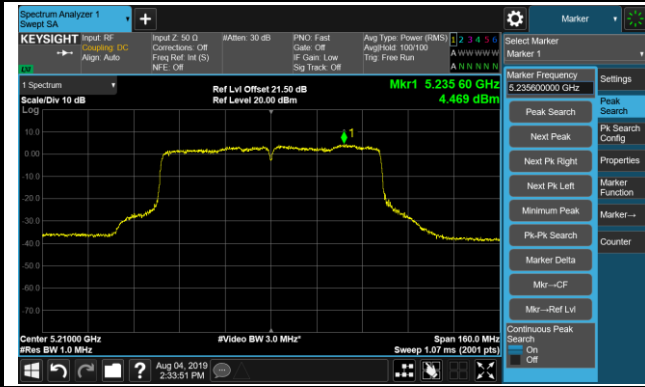 Spectrum Analyzer 1
Swept SA
+
Marker
KEYSIGHT
Input: RF
Coupling: DC
Align: Auto
Input Z: 50 Ω
Corrections: Off
Freq Ref: Int (S)
NFE: Off
#Atten: 30 dB
PNO: Fast
Gate: Off
IF Gain: Low
Sig Track: Off
Avg Type: Power (RMS)
Avg|Hold: 100/100
Trig: Free Run
1 2 3 4 5 6
A W W W W W
A N N N N N
Select Marker
Marker 1
1 Spectrum
Scale/Div 10 dB
Log
Ref Lvl Offset 21.50 dB
Ref Level 20.00 dBm
Mkr1 5.235 60 GHz
4.469 dBm
1
10.0
0.00
-10.0
-20.0
-30.0
-40.0
-50.0
-60.0
-70.0
Center 5.21000 GHz
#Res BW 1.0 MHz
#Video BW 3.0 MHz*
Span 160.0 MHz
Sweep 1.07 ms (2001 pts)
Marker Frequency
5.235600000 GHz
Peak Search
Next Peak
Next Pk Right
Next Pk Left
Minimum Peak
Pk-Pk Search
Marker Delta
Mkr→CF
Mkr→Ref Lvl
Continuous Peak
Search
On
Off
Settings
Peak
Search
Pk Search
Config
Properties
Marker
Function
Marker→
Counter
?
Aug 04, 2019
2:33:51 PM